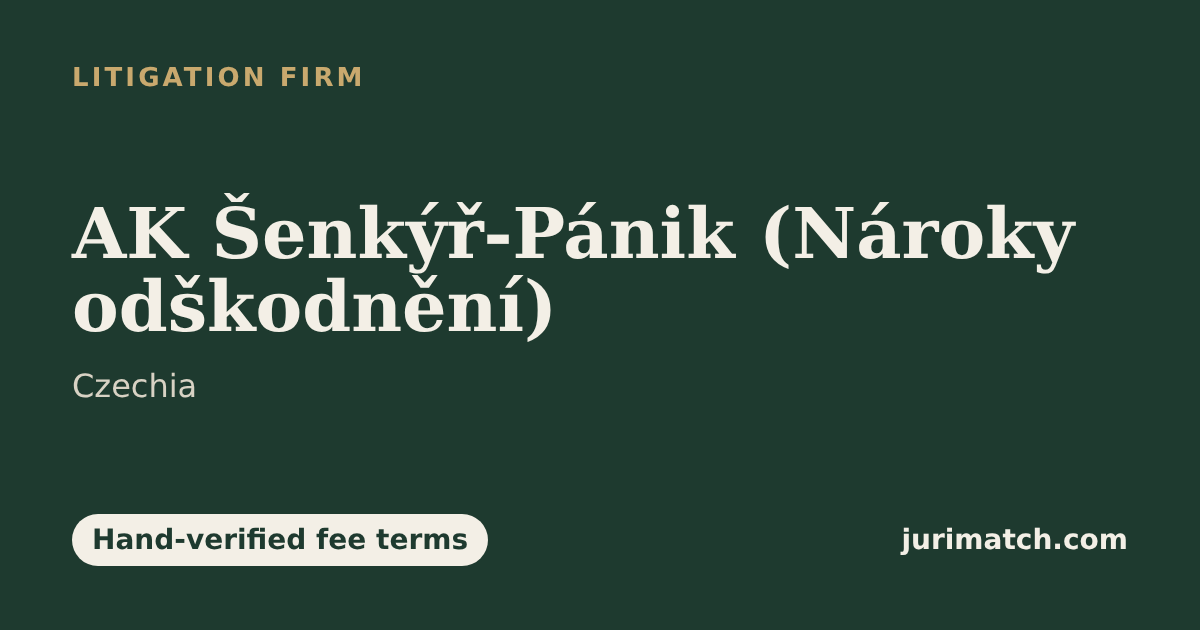 LITIGATION FIRM
AK Šenkýř-Pánik (Nároky
odškodnění)
Czechia
Hand-verified fee terms
jurimatch.com